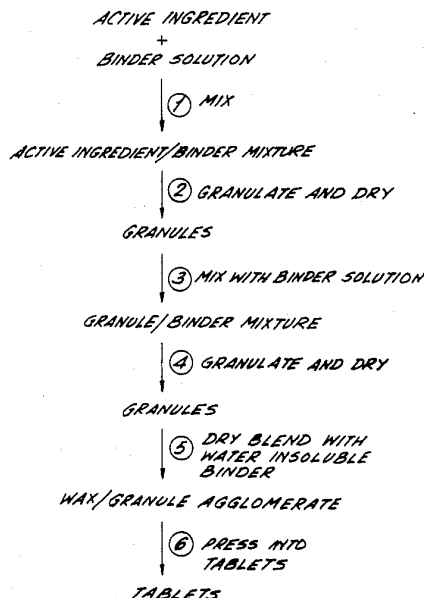 ACTIVE INGREDIENT
+
BINDER SOLUTION
1 MIX
ACTIVE INGREDIENT/BINDER MIXTURE
2 GRANULATE AND DRY
GRANULES
3 MIX WITH BINDER SOLUTION
GRANULE/BINDER MIXTURE
4 GRANULATE AND DRY
GRANULES
5 DRY BLEND WITH
WATER INSOLUBLE
BINDER
WAX/GRANULE AGGLOMERATE
6 PRESS INTO
TABLETS
TABLETS